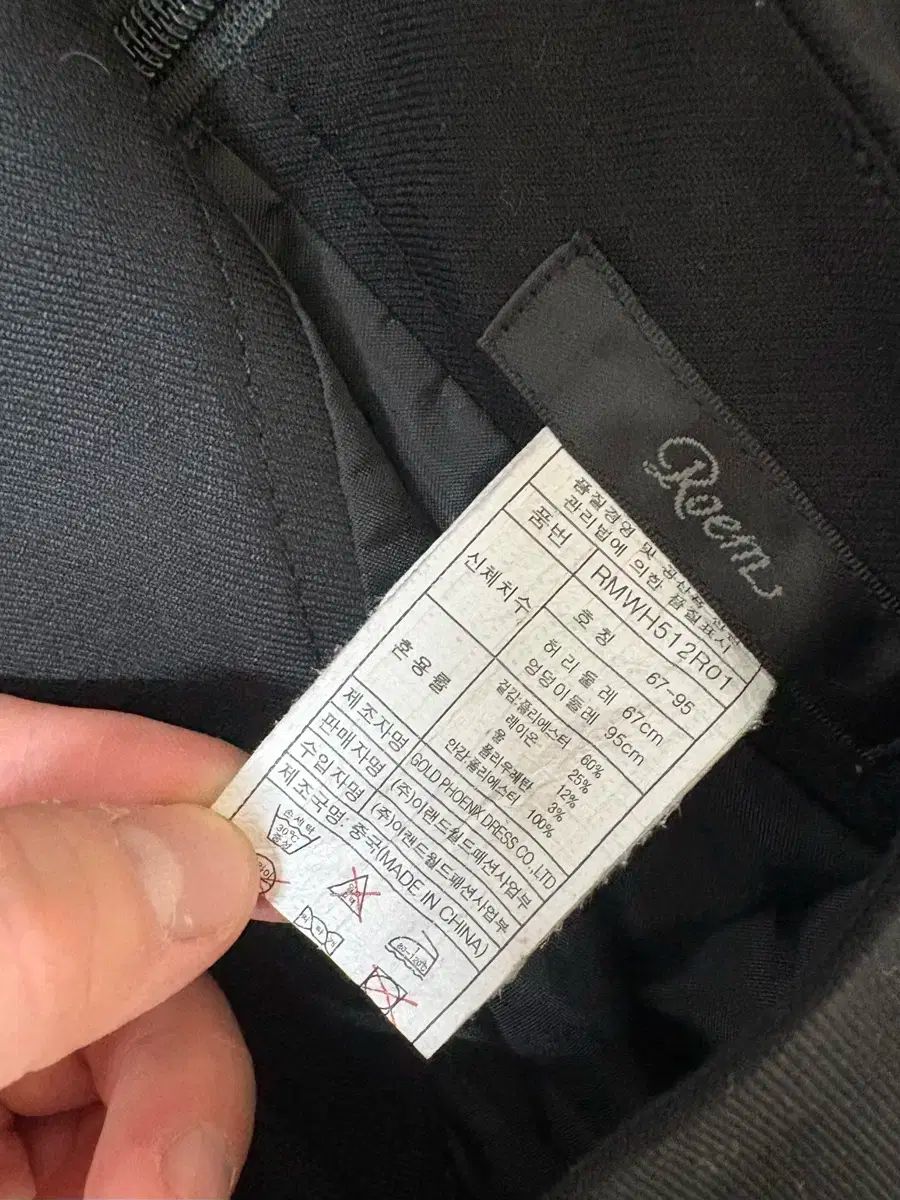 Roem
품질경영 및 공산품 안전
관리법에 의한 품질표시
품번 RMWH512R01
신체치수 호칭 67-95
허리둘레 67cm
엉덩이둘레 95cm
혼용률 겉감:폴리에스터 60%
레이온 25%
울 12%
폴리우레탄 3%
안감:폴리에스터 100%
제조자명 GOLD PHOENIX DRESS CO.,LTD
판매자명 (주)이랜드월드패션사업부
수입자명 (주)이랜드월드패션사업부
제조국명: 중국(MADE IN CHINA)
손세탁
30℃
중성